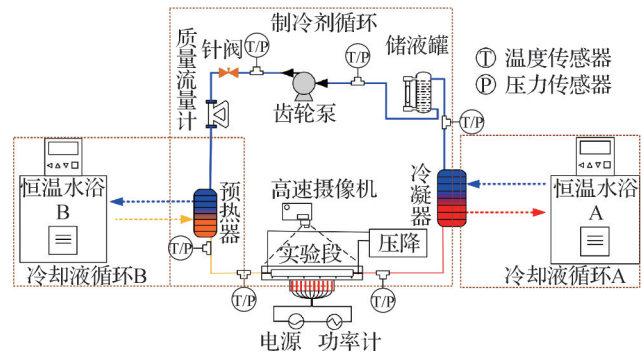 制冷剂循环
T/P
针阀
T/P
储液罐
质量流量计
齿轮泵
T 温度传感器
P 压力传感器
T/P
恒温水浴
B
预热器
高速摄像机
冷凝器
恒温水浴
A
T/P
实验段
压降
冷却液循环B
冷却液循环A
T/P
T/P
电源
功率计